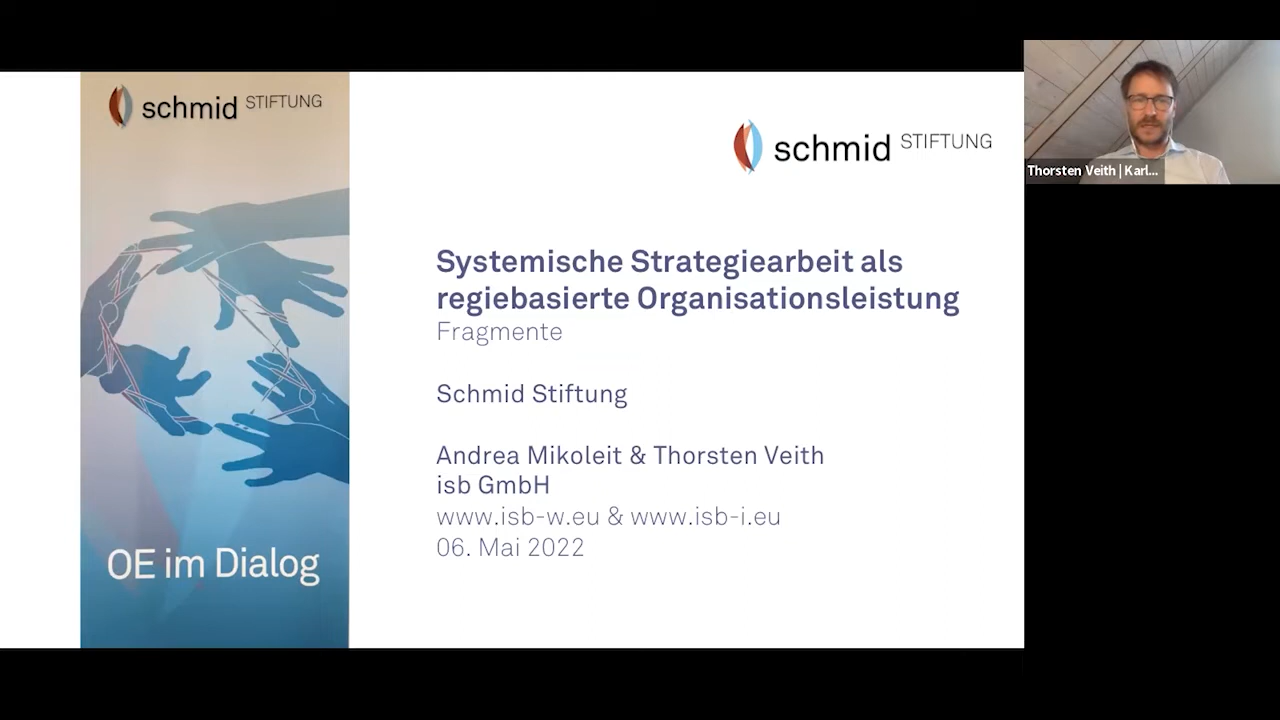 schmid STIFTUNG
OE im Dialog
schmid STIFTUNG
Systemische Strategiearbeit als
regiebasierte Organisationsleistung
Fragmente
Schmid Stiftung
Andrea Mikoleit & Thorsten Veith
isb GmbH
www.isb-w.eu & www.isb-i.eu
06. Mai 2022
Thorsten Veith | Karl...